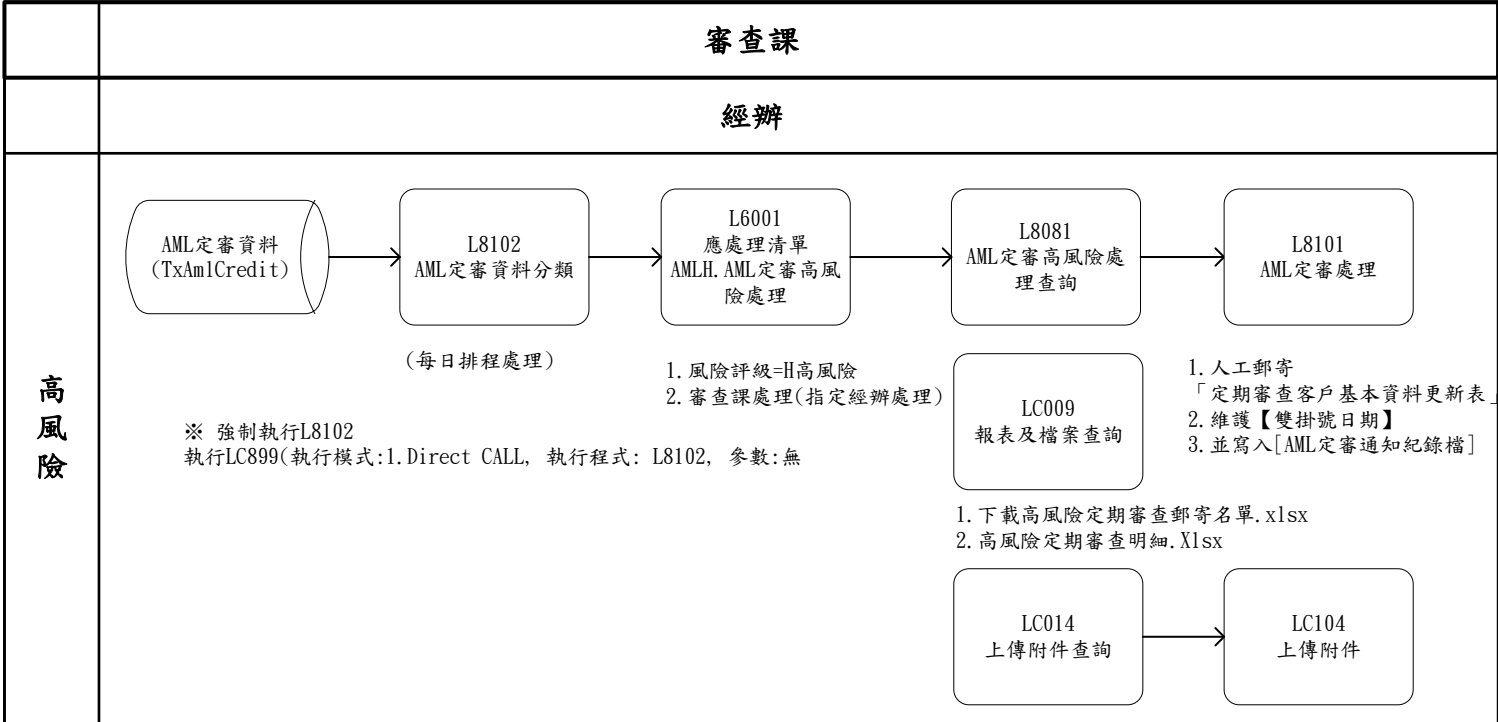 審查課
經辦
高
風
險
AML定審資料
(TxAmlCredit)
L8102
AML定審資料分類
L6001
應處理清單
AMLH.AML定審高風
險處理
L8081
AML定審高風險處
理查詢
L8101
AML定審處理
(每日排程處理)
1.風險評級=H高風險
2.審查課處理(指定經辦處理)
※ 強制執行L8102
執行LC899(執行模式:1.Direct CALL, 執行程式: L8102, 參數:無
LC009
報表及檔案查詢
1.人工郵寄
「定期審查客戶基本資料更新表」
2.維護【雙掛號日期】
3.並寫入[AML定審通知紀錄檔]
1.下載高風險定期審查郵寄名單.xlsx
2.高風險定期審查明細.Xlsx
LC014
上傳附件查詢
LC104
上傳附件